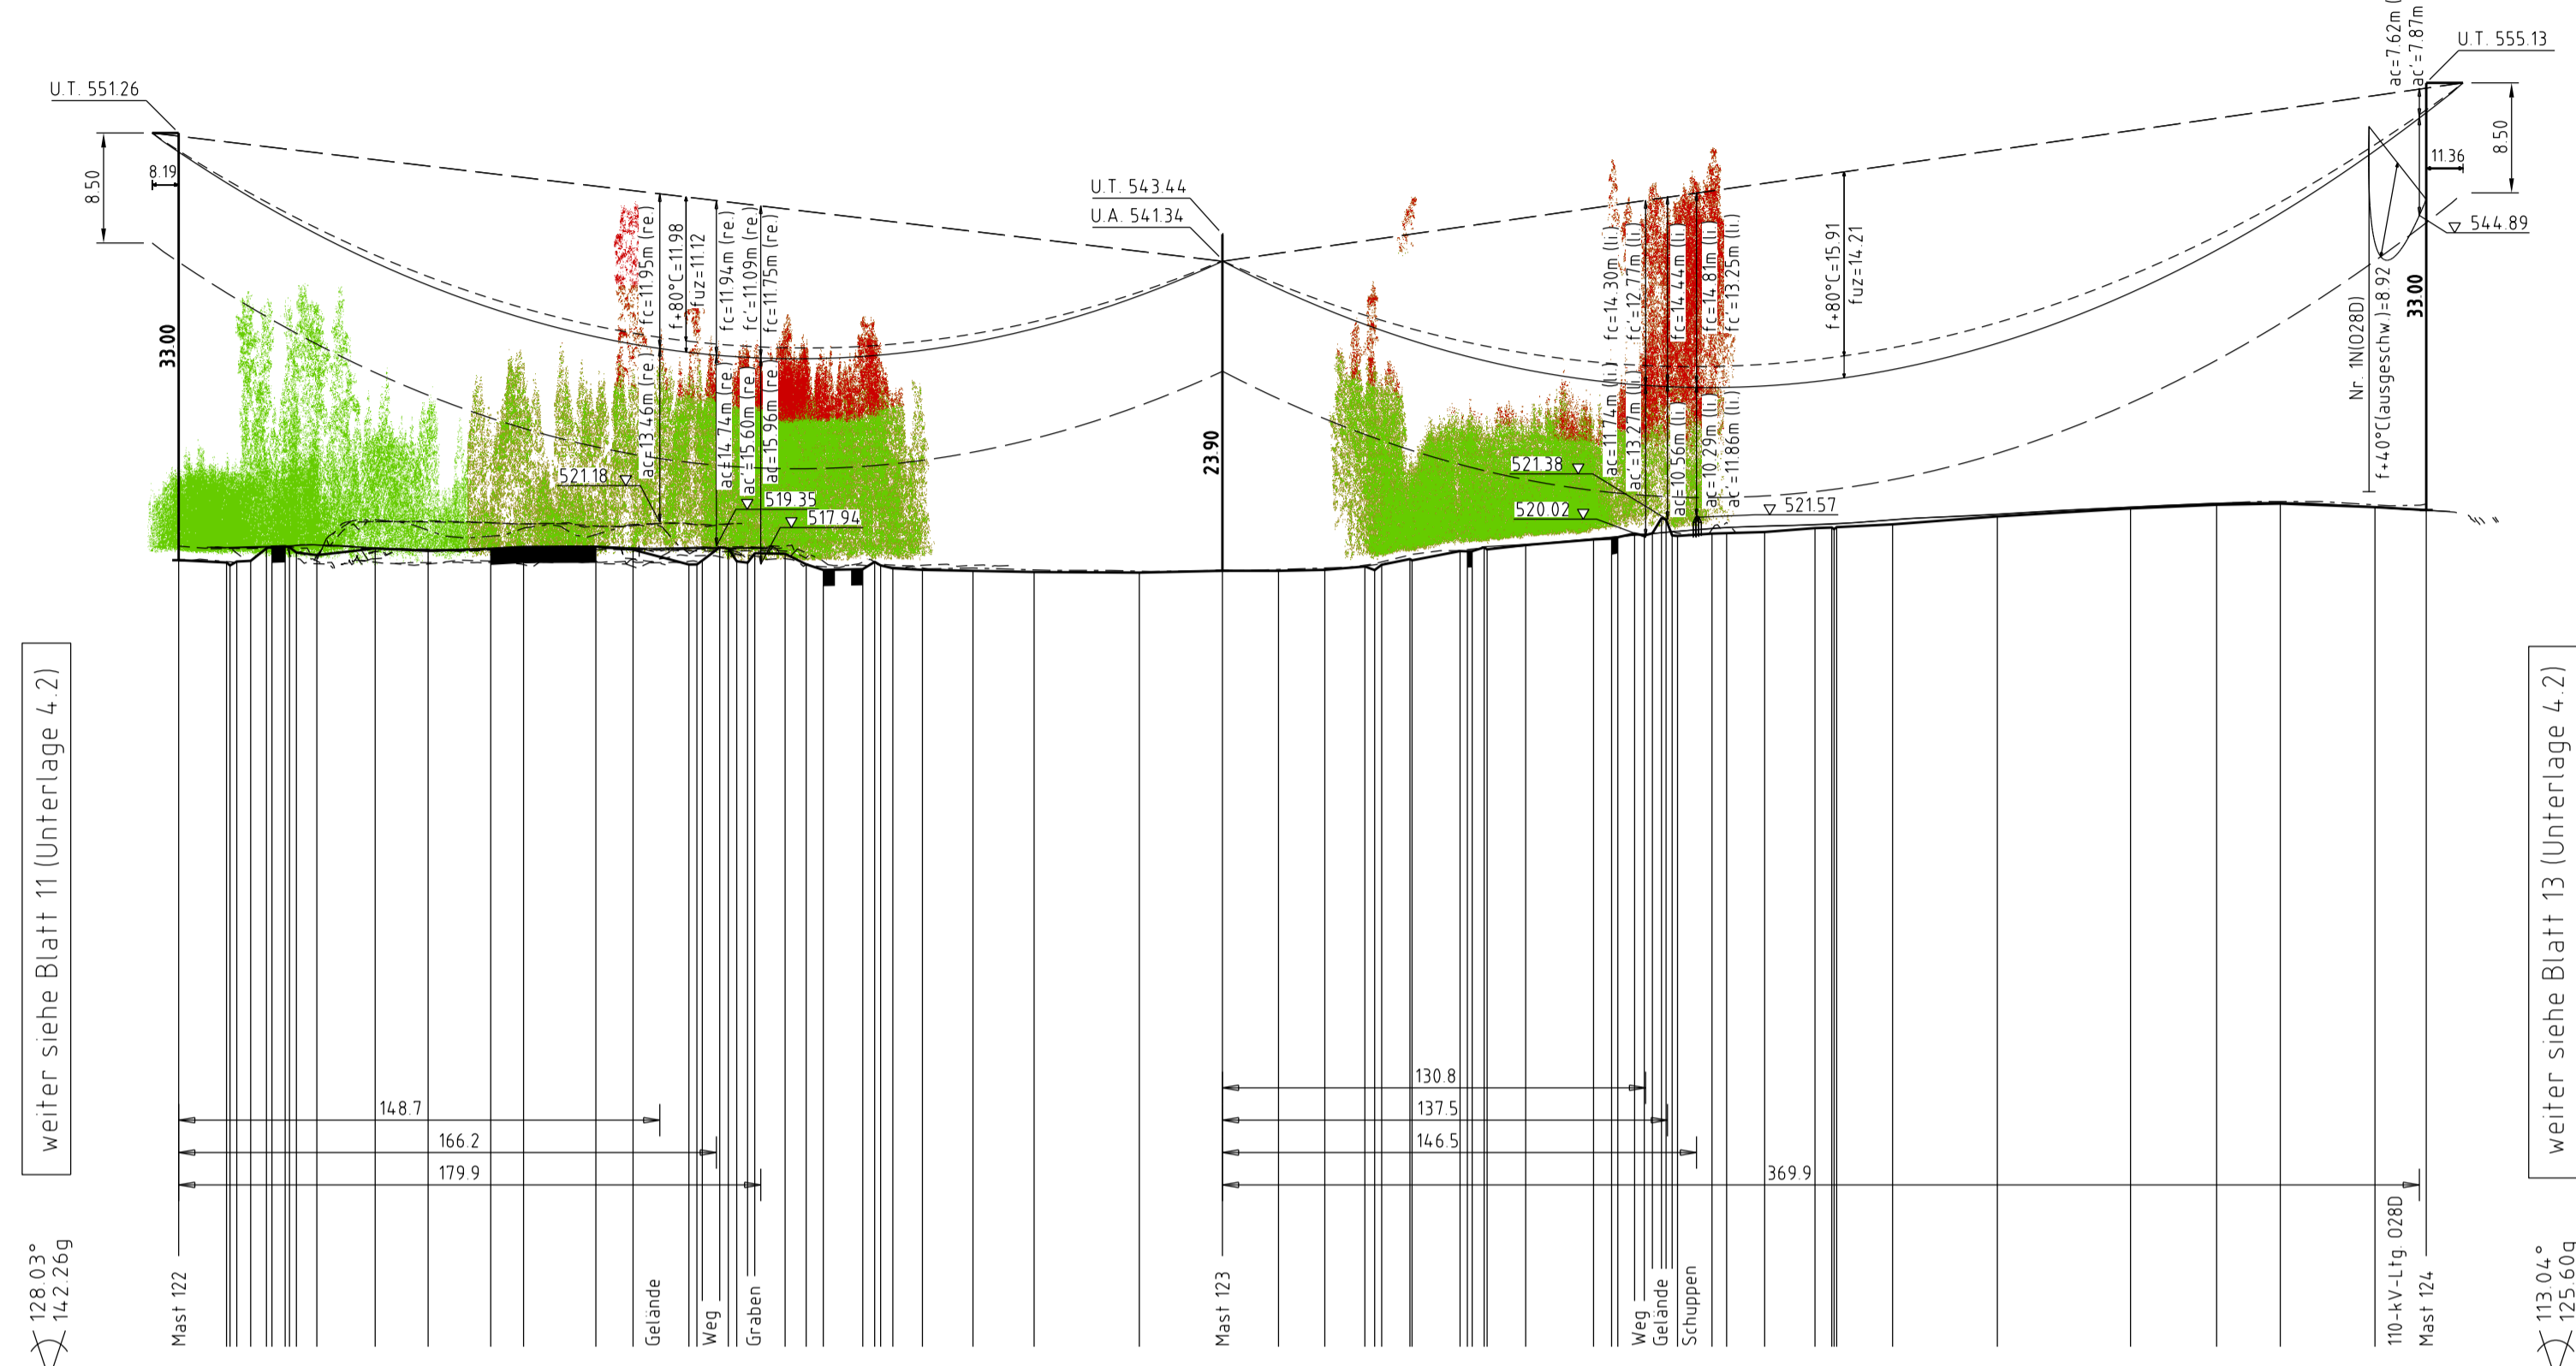 U.T. 551.26
8.50
8.19
33.00
ac=13.46m (re.) fc=11.95m (re.)
f+80°C=11.98
fuz=11.12
ac=14.74m (re.) fc=11.94m (re.)
ac´=15.60m (re.) fc´=11.09m (re.)
ac=15.96m (re.) fc=11.75m (re.)
521.18
519.35
517.94
U.T. 543.44
U.A. 541.34
23.90
ac=11.74m (li.) fc=14.30m (li.)
ac´=13.27m (li.) fc´=12.77m (li.)
ac=10.56m (li.) fc=14.44m (li.)
ac=10.29m (li.) fc=14.81m (li.)
ac´=11.86m (li.) fc´=13.25m (li.)
521.38
520.02
521.57
f+80°C=15.91
fuz=14.21
ac=7.62m
ac´=7.87m
U.T. 555.13
8.50
11.36
544.89
Nr. 1N(028D)
f+40°C(ausgeschw.)=8.92
33.00
weiter siehe Blatt 11 (Unterlage 4.2)
weiter siehe Blatt 13 (Unterlage 4.2)
148.7
166.2
179.9
130.8
137.5
146.5
369.9
128.03°
142.26g
Mast 122
Gelände
Weg
Graben
Mast 123
Weg
Gelände
Schuppen
110-kV-Ltg. 028D
Mast 124
113.04°
125.60g